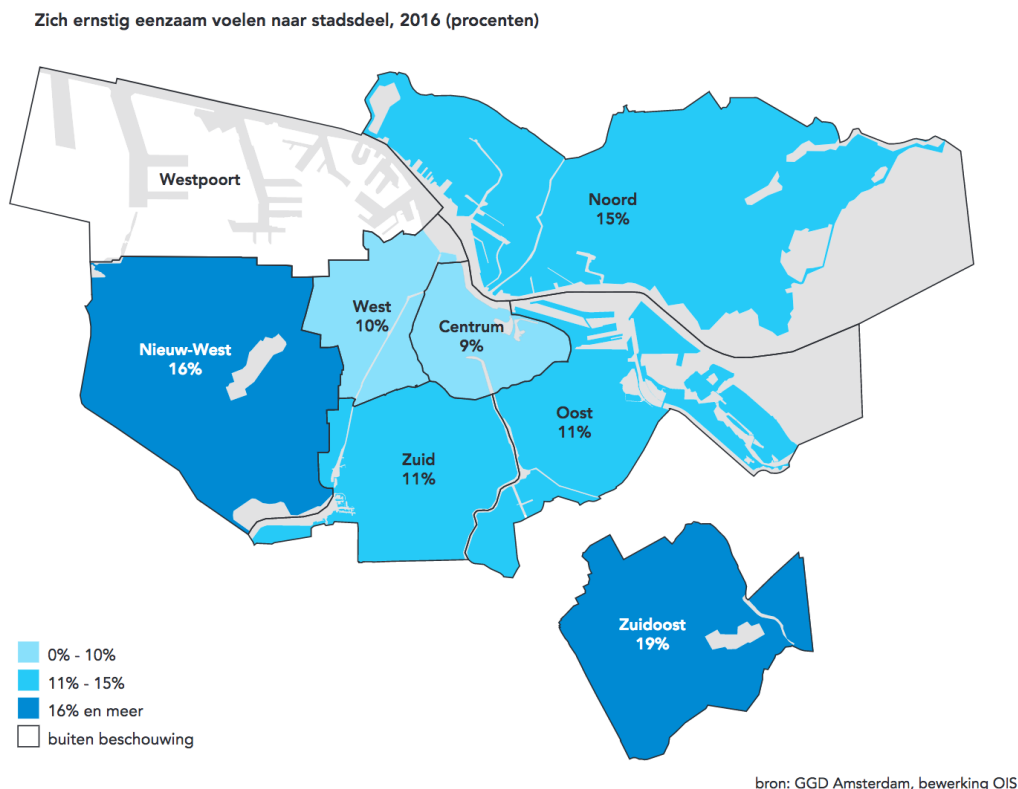 Zich ernstig eenzaam voelen naar stadsdeel, 2016 (procenten)
Westpoort
Noord
15%
West
10%
Centrum
9%
Nieuw-West
16%
Oost
11%
Zuid
11%
Zuidoost
19%
0% - 10%
11% - 15%
16% en meer
buiten beschouwing
bron: GGD Amsterdam, bewerking OIS